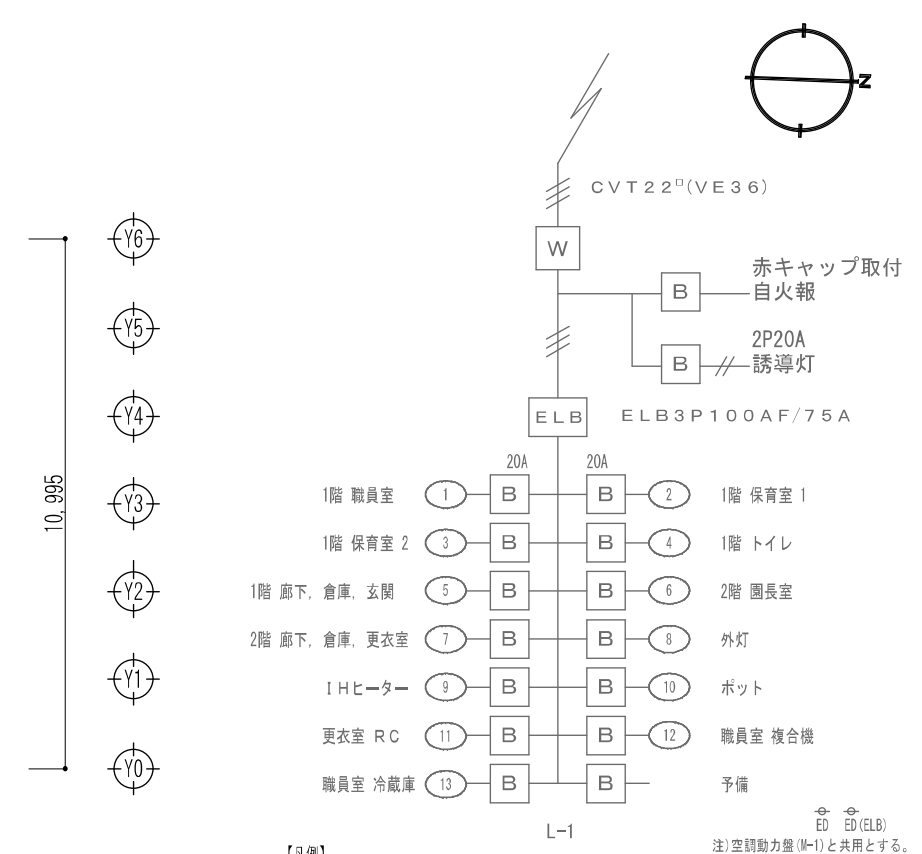 N
CVT22□(VE36)
Y6
W
赤キャップ取付
B
自火報
Y5
2P20A
B
誘導灯
Y4
ELB
ELB3P100AF/75A
20A
20A
10,995
Y3
1階 職員室
1
B
B
2
1階 保育室 1
1階 保育室 2
3
B
B
4
1階 トイレ
Y2
1階 廊下, 倉庫, 玄関
5
B
B
6
2階 園長室
2階 廊下, 倉庫, 更衣室
7
B
B
8
外灯
Y1
IHヒーター
9
B
B
10
ポット
更衣室 RC
11
B
B
12
職員室 複合機
Y0
職員室 冷蔵庫
13
B
B
予備
L-1
ED
ED(ELB)
注)空調動力盤(M-1)と共用とする。
【凡例】